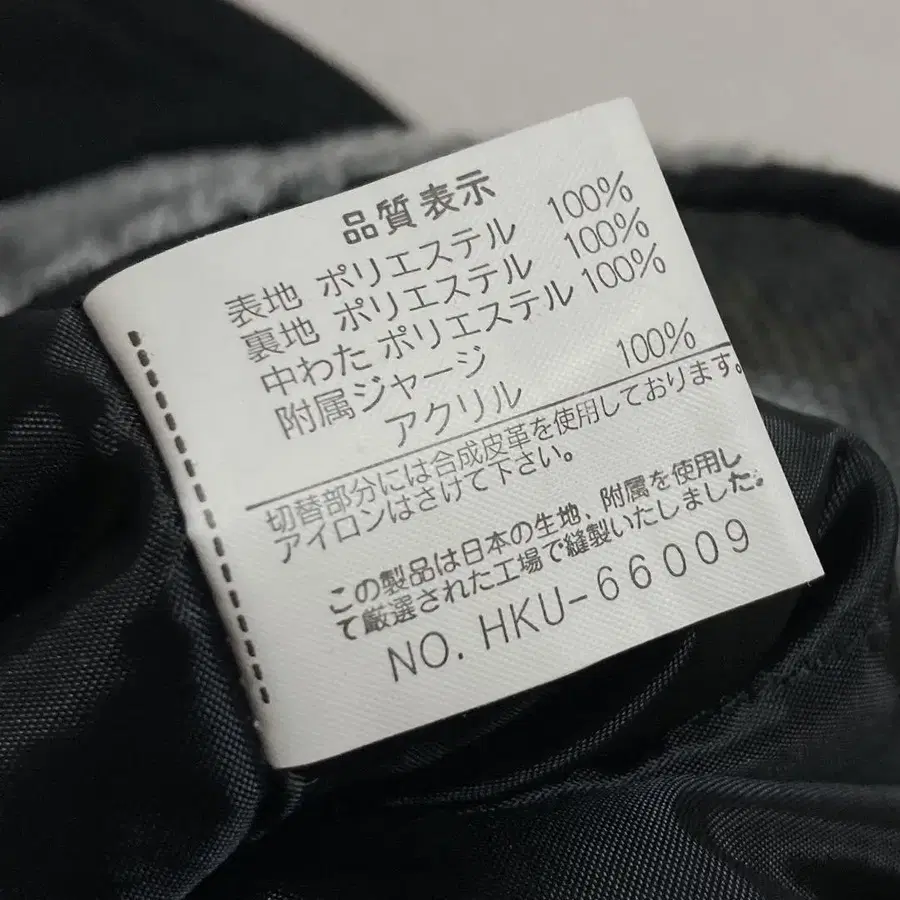 品質表示
表地 ポリエステル 100%
裏地 ポリエステル 100%
中わた ポリエステル 100%
附属ジャージ
アクリル 100%
切替部分には合成皮革を使用しております。
アイロンはさけて下さい。
この製品は日本の生地、附属を使用し
て厳選された工場で縫製いたしました。
NO. HKU-66009